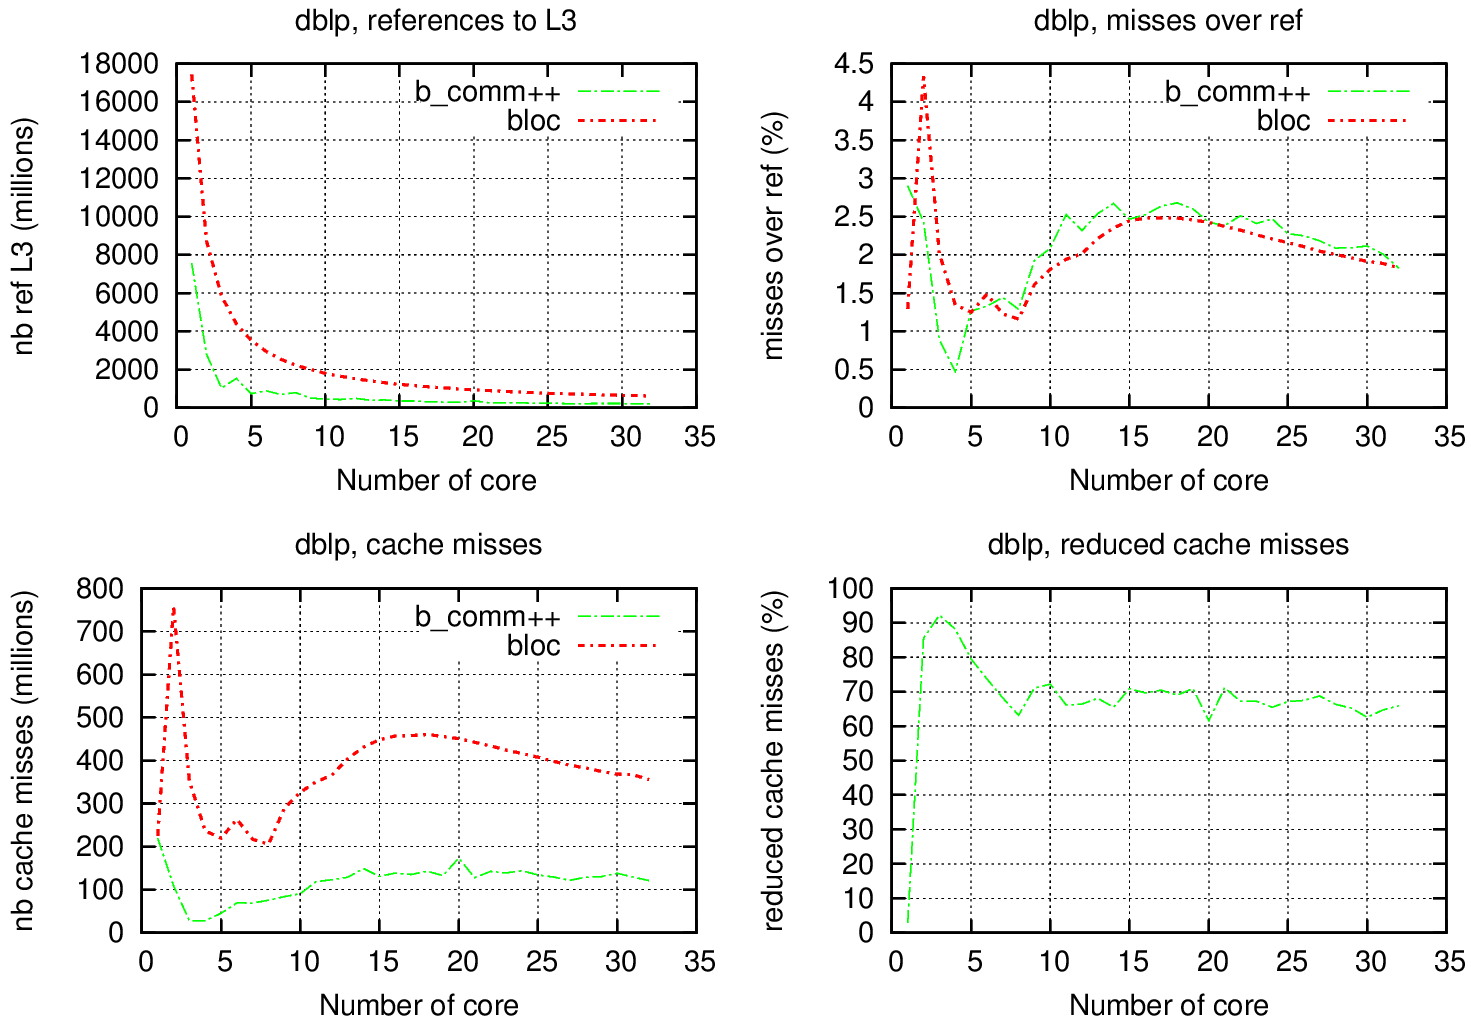 dblp, references to L3
nb ref L3 (millions)
18000
16000
14000
12000
10000
8000
6000
4000
2000
0
b_comm++
bloc
0 5 10 15 20 25 30 35
Number of core
dblp, misses over ref
misses over ref (%)
4.5
4
3.5
3
2.5
2
1.5
1
0.5
0
b_comm++
bloc
0 5 10 15 20 25 30 35
Number of core
dblp, cache misses
nb cache misses (millions)
800
700
600
500
400
300
200
100
0
b_comm++
bloc
0 5 10 15 20 25 30 35
Number of core
dblp, reduced cache misses
reduced cache misses (%)
100
90
80
70
60
50
40
30
20
10
0
0 5 10 15 20 25 30 35
Number of core